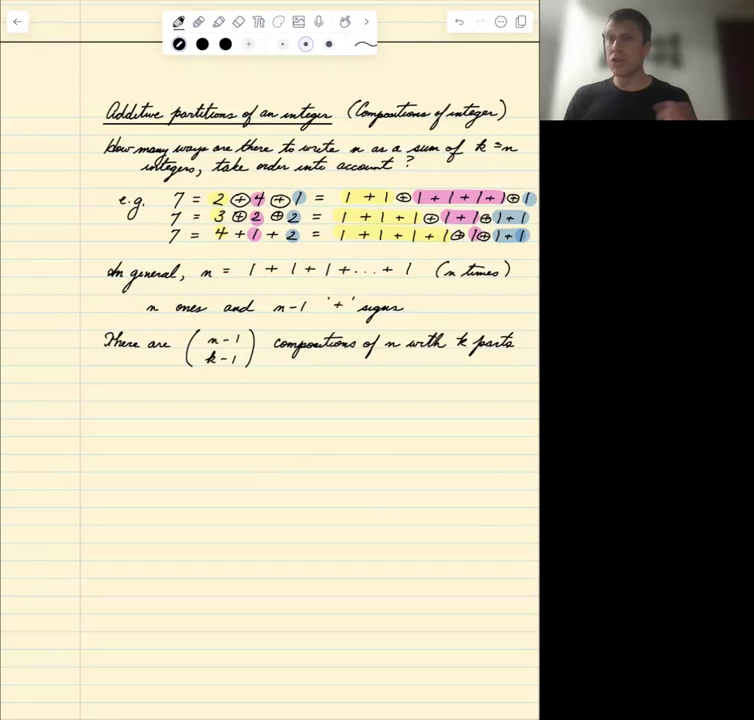 Additive partitions of an integer (Compositions of integer)
How many ways are there to write n as a sum of k ≤ n
integers, take order into account?
e.g. 7 = 2 ⊕ 4 ⊕ 1 = 1 + 1 ⊕ 1 + 1 + 1 + 1 ⊕ 1
7 = 3 ⊕ 2 ⊕ 2 = 1 + 1 + 1 ⊕ 1 + 1 ⊕ 1 + 1
7 = 4 + 1 + 2 = 1 + 1 + 1 + 1 ⊕ 1 ⊕ 1 + 1
In general, n = 1 + 1 + 1 + ... + 1 (n times)
n ones and n-1 '+' signs
There are (n-1 k-1) compositions of n with k parts